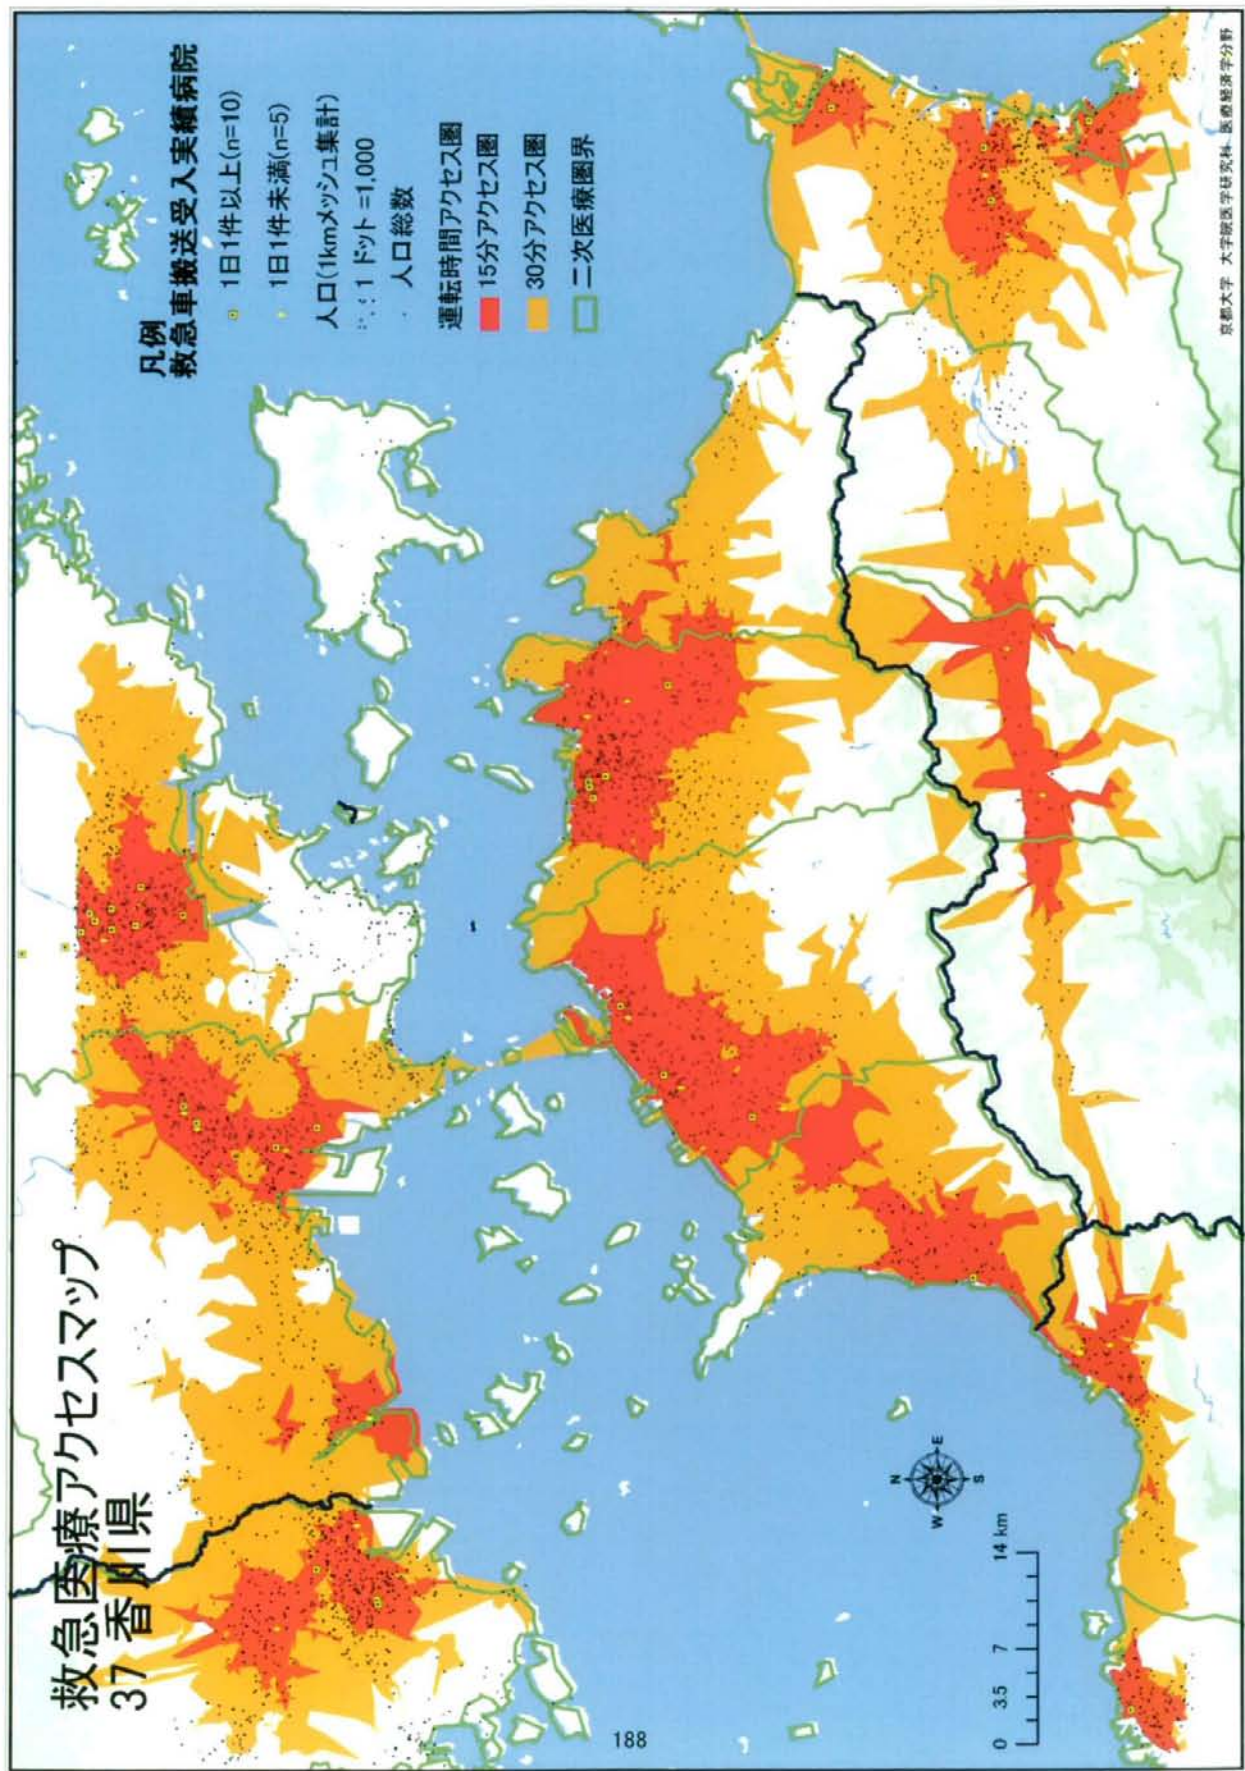 救急医療アクセスマップ
37 香川県
凡例
救急車搬送受入実績病院
1日1件以上(n=10)
1日1件未満(n=5)
人口(1kmメッシュ集計)
1 ドット =1,000
人口総数
運転時間アクセス圏
15分アクセス圏
30分アクセス圏
二次医療圏界
N
W
E
S
0 3.5 7 14 km
京都大学 大学院医学研究科 医療経済学分野
188